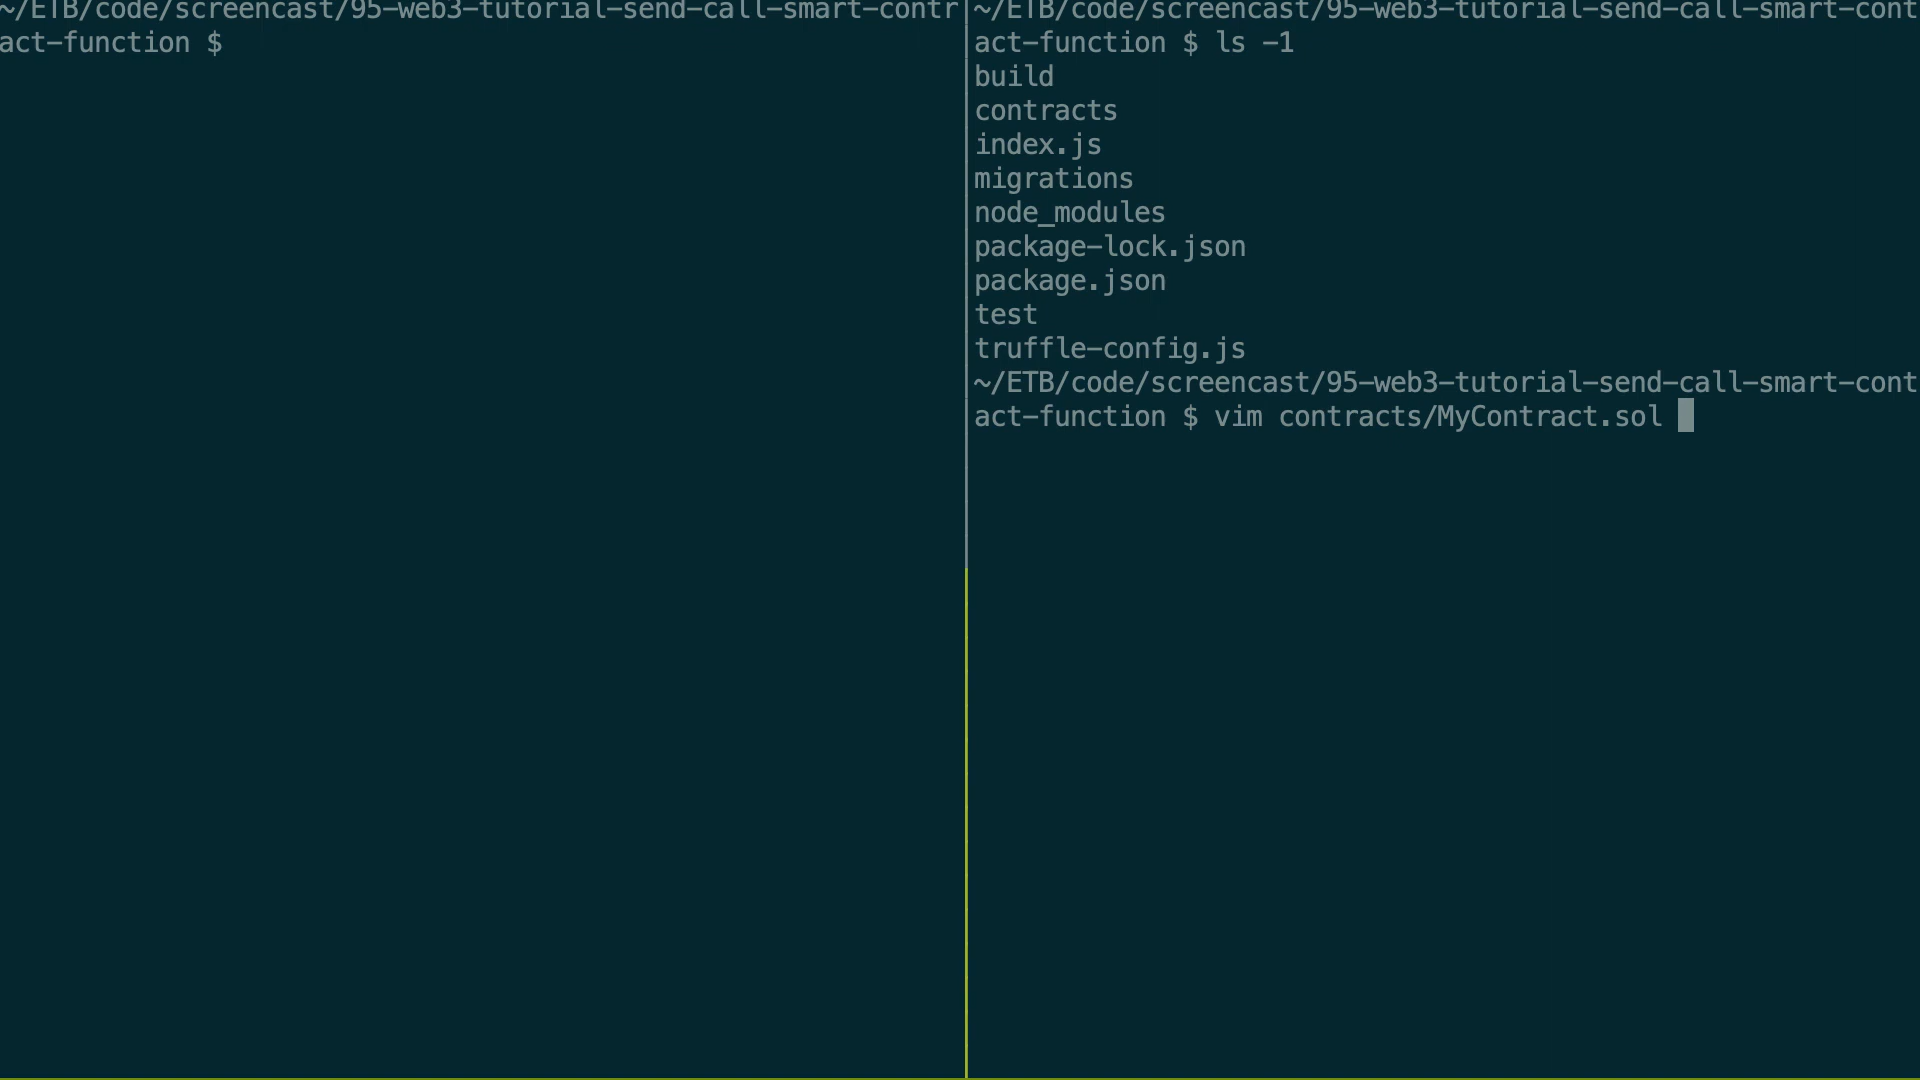 ~/ETB/code/screencast/95-web3-tutorial-send-call-smart-contr
act-function $
~/ETB/code/screencast/95-web3-tutorial-send-call-smart-cont
act-function $ ls -1
build
contracts
index.js
migrations
node_modules
package-lock.json
package.json
test
truffle-config.js
~/ETB/code/screencast/95-web3-tutorial-send-call-smart-cont
act-function $ vim contracts/MyContract.sol